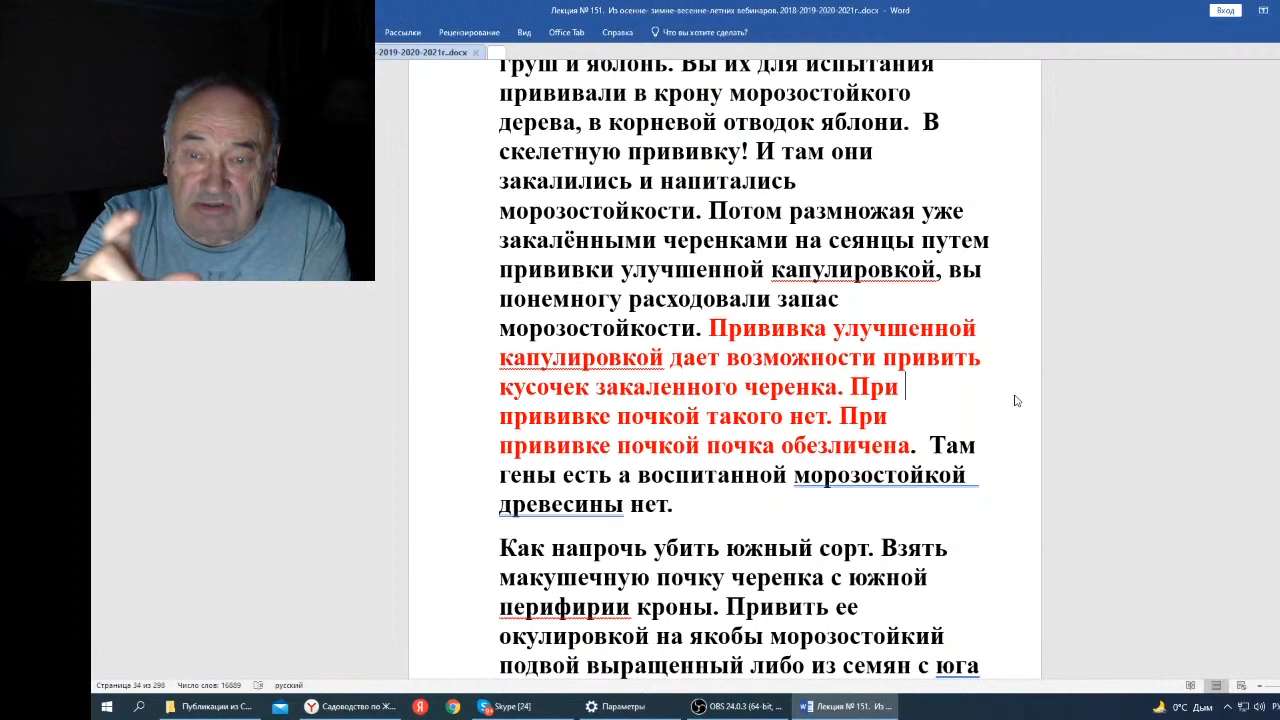 Лекция № 151. Из осенне- зимне-весенне-летних вебинаров. 2018-2019-2020-2021г..docx - Word
Вход
Рассылки Рецензирование Вид Office Tab Справка Что вы хотите сделать?
-2019-2020-2021г..docx
груш и яблонь. Вы их для испытания
прививали в крону морозостойкого
дерева, в корневой отводок яблони. В
скелетную прививку! И там они
закалились и напитались
морозостойкости. Потом размножая уже
закалёнными черенками на сеянцы путем
прививки улучшенной капулировкой, вы
понемногу расходовали запас
морозостойкости. Прививка улучшенной
капулировкой дает возможности привить
кусочек закаленного черенка. При
прививке почкой такого нет. При
прививке почкой почка обезличена. Там
гены есть а воспитанной морозостойкой
древесины нет.
Как напрочь убить южный сорт. Взять
макушечную почку черенка с южной
перифирии кроны. Привить ее
окулировкой на якобы морозостойкий
подвой выращенный либо из семян с юга
Страница 34 из 298 Число слов: 16889 русский
Публикации из С... Садоводство по Ж... Skype [24] Параметры OBS 24.0.3 (64-bit, ... Лекция № 151. Из ... 0°C Дым